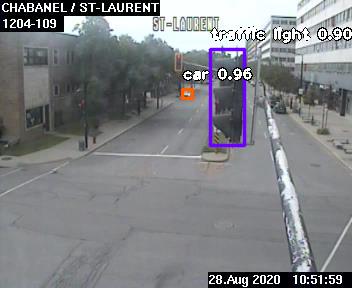 CHABANEL / ST-LAURENT
1204-109
ST-LAURENT
traffic light 0.90
car 0.96
28.Aug 2020 10:51:59